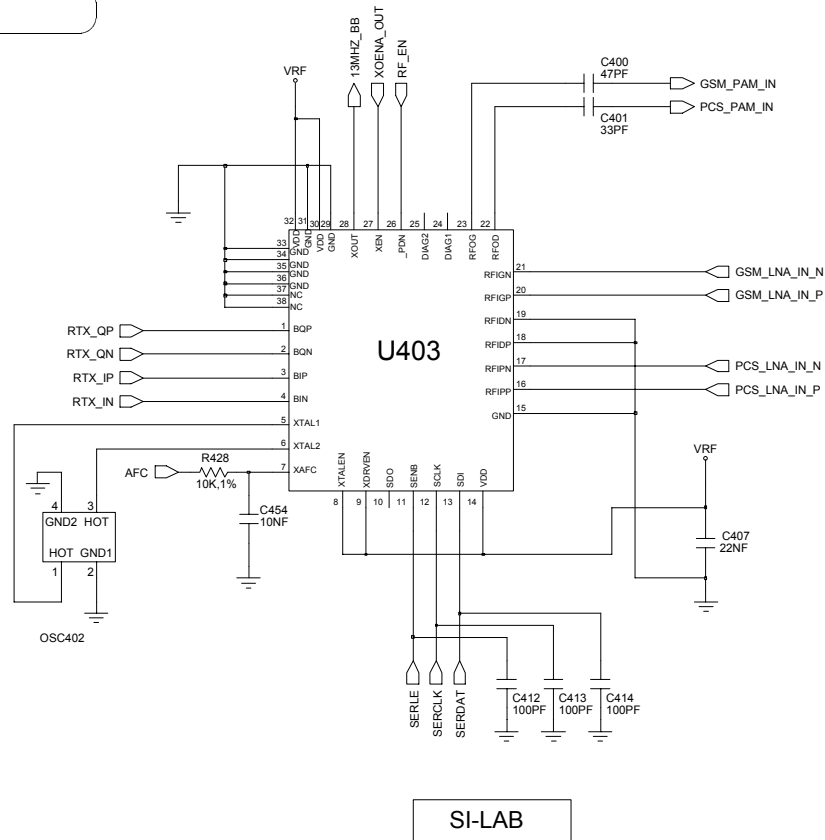 13MHZ_BB
XOENA_OUT
RF_EN
VRF
C400
47PF
GSM_PAM_IN
PCS_PAM_IN
C401
33PF
32 31 30 29 28 27 26 25 24 23 22
VDD
GND
VDD
GND
XOUT
XEN
_PDN
DIAG2
DIAG1
RFOG
RFOD
33 GND
34 GND
35 GND
36 GND
37 NC
38 NC
RTX_QP 1 BQP
RTX_QN 2 BQN
RTX_IP 3 BIP
RTX_IN 4 BIN
5 XTAL1
6 XTAL2
7 XAFC
U403
RFIGN 21 GSM_LNA_IN_N
RFIGP 20 GSM_LNA_IN_P
RFIDN 19
RFIDP 18
RFIPN 17 PCS_LNA_IN_N
RFIPP 16 PCS_LNA_IN_P
GND 15
AFC
R428
10K,1%
C454
10NF
XTALEN
XDRVEN
SDO
SENB
SCLK
SDI
VDD
8 9 10 11 12 13 14
VRF
C407
22NF
4 3
GND2 HOT
HOT GND1
1 2
OSC402
SERLE
SERCLK
SERDAT
C412
100PF
C413
100PF
C414
100PF
SI-LAB